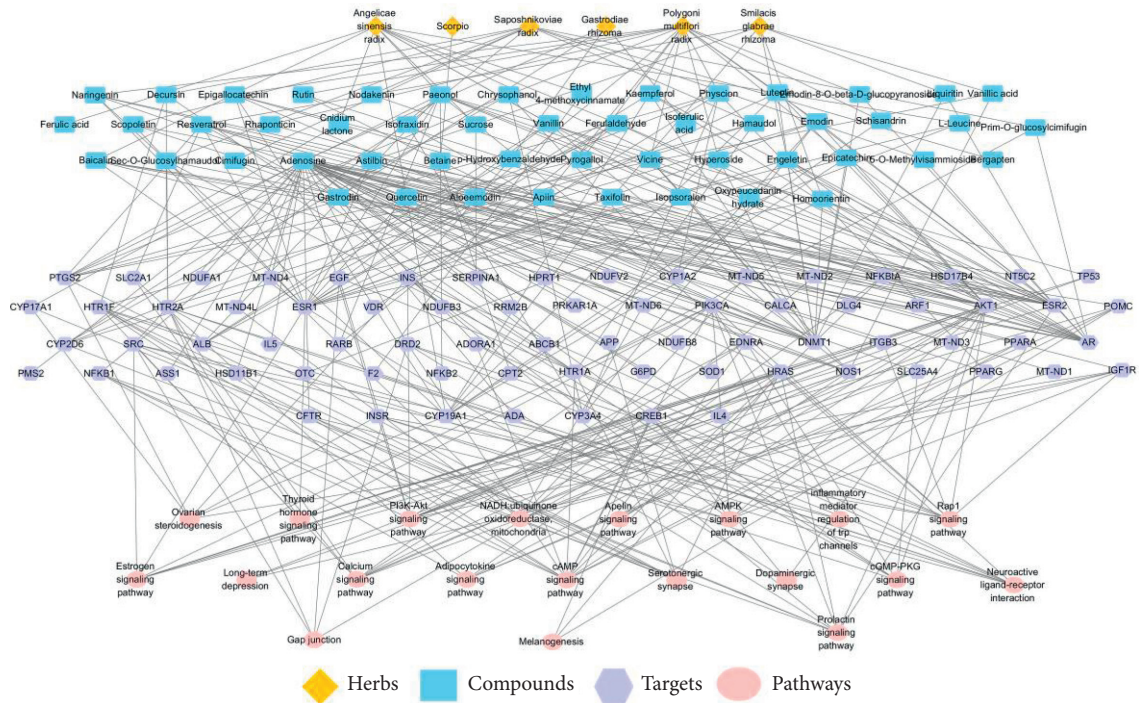 Angelicae
sinensis
radix
Scorpio
Saposhnikoviae
radix
Gastrodiae
rhizoma
Polygoni
multiflori
radix
Smilacis
glabrae
rhizoma
Naringenin
Decursin
Epigallocatechin
Rutin
Nodakenin
Paeonol
Chrysophanol
Ethyl
4-methoxycinnamate
Kaempferol
Physcion
Luteolin
Emodin-8-O-beta-D-glucopyranoside
Liquiritin
Vanillic acid
Ferulic acid
Scopoletin
Resveratrol
Rhaponticin
Cnidium
lactone
Isofraxidin
Sucrose
Vanillin
Ferulaldehyde
Isoferulic
acid
Hamaudol
Emodin
Schisandrin
L-Leucine
Prim-O-glucosylcimifugin
Baicalin
Sec-O-Glucosylhamaudol
Cimifugin
Adenosine
Astilbin
Betaine
p-Hydroxybenzaldehyde
Pyrogallol
Vicine
Hyperoside
Engeletin
Epicatechin
5-O-Methylvisammioside
Bergapten
Gastrodin
Quercetin
Aloeemodin
Apiin
Taxifolin
Isopsoralen
Oxypeucedanin
hydrate
Homoorientin
PTGS2
SLC2A1
NDUFA1
MT-ND4
EGF
INS
SERPINA1
HPRT1
NDUFV2
CYP1A2
MT-ND5
MT-ND2
NFKBIA
HSD17B4
NT5C2
TP53
CYP17A1
HTR1F
HTR2A
MT-ND4L
ESR1
VDR
NDUFB3
RRM2B
PRKAR1A
MT-ND6
PIK3CA
CALCA
DLG4
ARF1
AKT1
ESR2
POMC
CYP2D6
SRC
ALB
IL5
RARB
DRD2
ADORA1
ABCB1
APP
NDUFB8
EDNRA
DNMT1
ITGB3
MT-ND3
PPARA
AR
PMS2
NFKB1
ASS1
HSD11B1
OTC
F2
NFKB2
CPT2
HTR1A
G6PD
SOD1
HRAS
NOS1
SLC25A4
PPARG
MT-ND1
IGF1R
CFTR
INSR
CYP19A1
ADA
CYP3A4
CREB1
IL4
Ovarian
steroidogenesis
Thyroid
hormone
signaling
pathway
PI3K-Akt
signaling
pathway
NADH:ubiquinone
oxidoreductase,
mitochondria
Apelin
signaling
pathway
AMPK
signaling
pathway
inflammatory
mediator
regulation
of trp
channels
Rap1
signaling
pathway
Estrogen
signaling
pathway
Long-term
depression
Calcium
signaling
pathway
Adipocytokine
signaling
pathway
cAMP
signaling
pathway
Serotonergic
synapse
Dopaminergic
synapse
cGMP-PKG
signaling
pathway
Neuroactive
ligand-receptor
interaction
Gap junction
Melanogenesis
Prolactin
signaling
pathway
Herbs
Compounds
Targets
Pathways